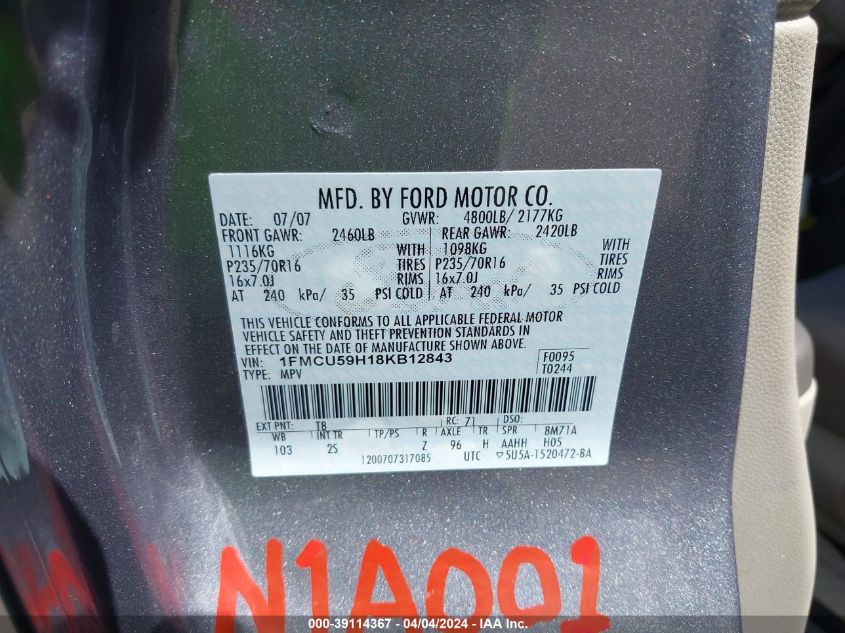 MFD. BY FORD MOTOR CO.
DATE: 07/07 GVWR: 4800LB/ 2177KG
FRONT GAWR: 2460LB REAR GAWR: 2420LB
1116KG WITH 1098KG WITH
P235/70R16 TIRES P235/70R16 TIRES
16x7.0J RIMS 16x7.0J RIMS
AT 240 kPa/ 35 PSI COLD AT 240 kPa/ 35 PSI COLD
THIS VEHICLE CONFORMS TO ALL APPLICABLE FEDERAL MOTOR
VEHICLE SAFETY AND THEFT PREVENTION STANDARDS IN
EFFECT ON THE DATE OF MANUFACTURE SHOWN ABOVE.
VIN: 1FMCU59H18KB12843 F0095
TYPE: MPV T0244
EXT PNT: T8 RC: 71 DSO:
WB INT TR TP/PS R AXLE TR SPR 8M71A
103 2S Z 96 H AAHH H05
1200707317085 UTC ▽5U5A-1520472-BA
N1A091
000-39114367 - 04/04/2024 - IAA Inc.